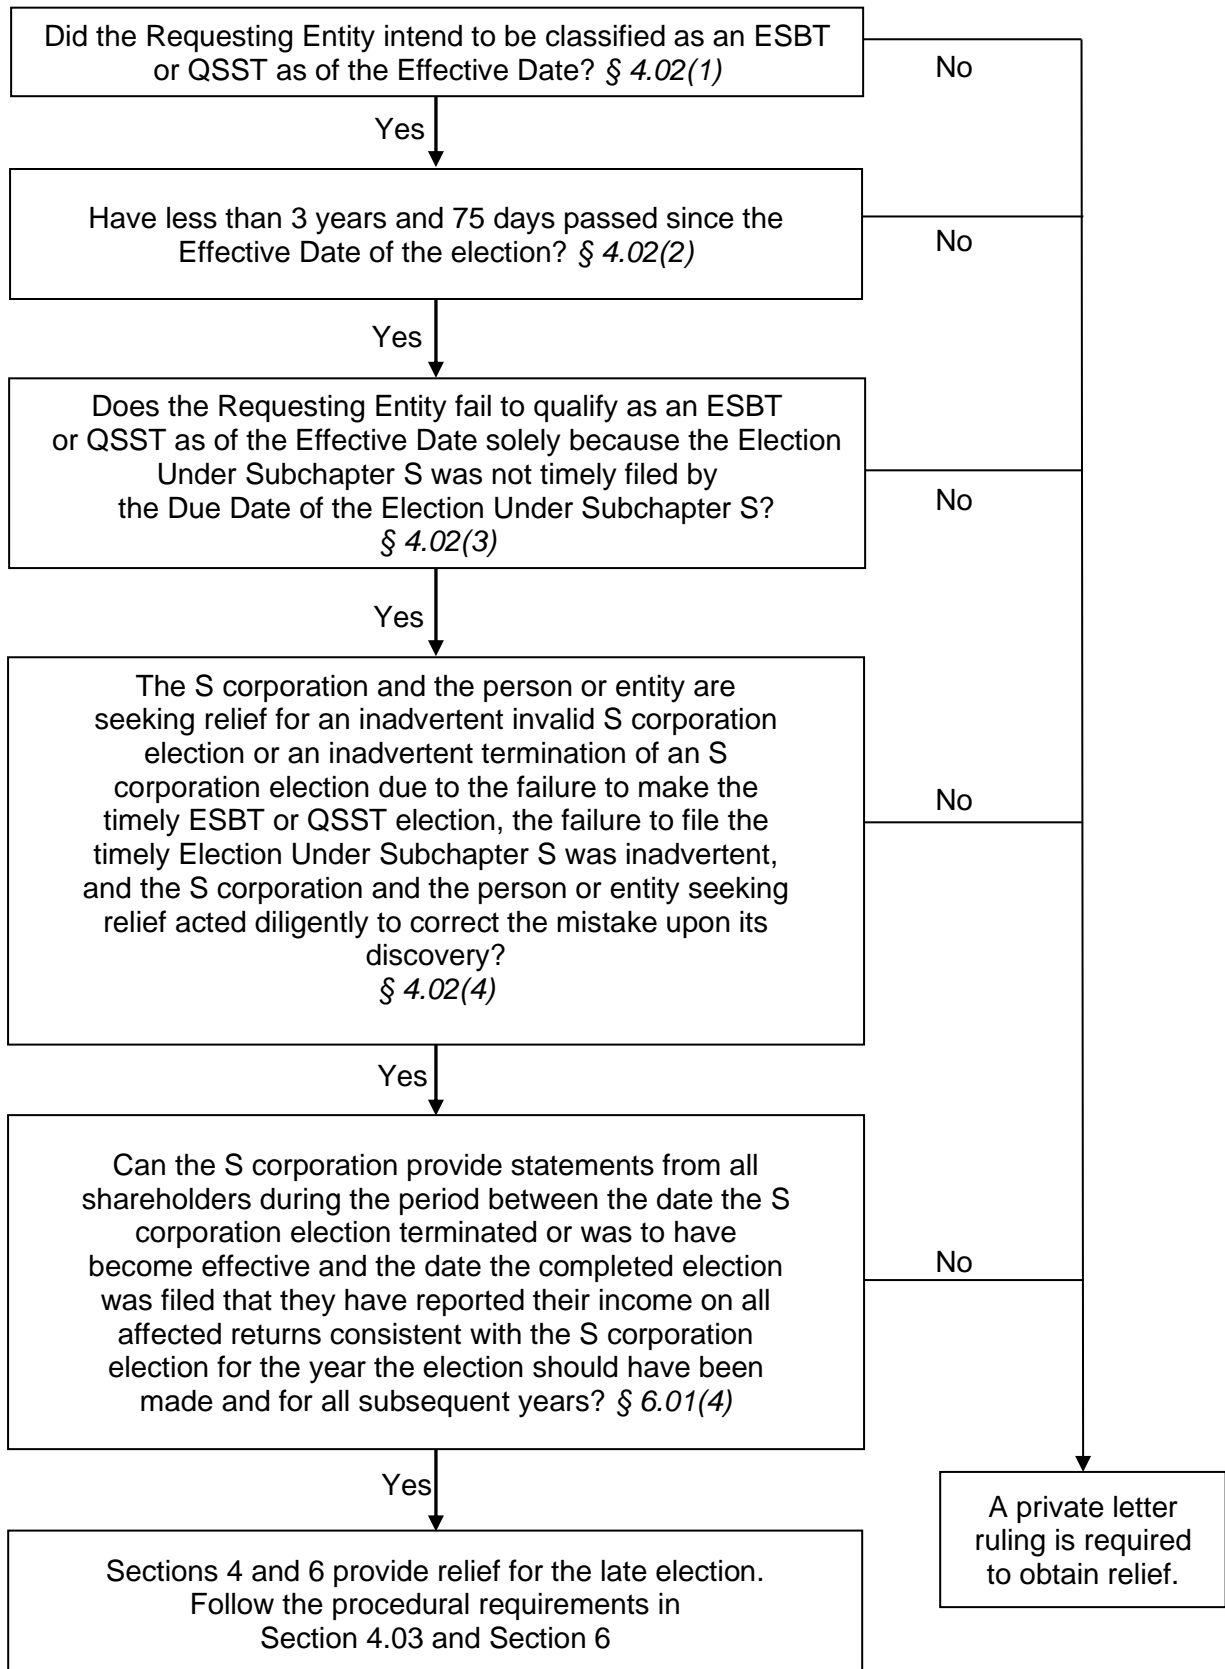 Did the Requesting Entity intend to be classified as an ESBT
or QSST as of the Effective Date? § 4.02(1)
No
Yes
Have less than 3 years and 75 days passed since the
Effective Date of the election? § 4.02(2)
No
Yes
Does the Requesting Entity fail to qualify as an ESBT
or QSST as of the Effective Date solely because the Election
Under Subchapter S was not timely filed by
the Due Date of the Election Under Subchapter S?
§ 4.02(3)
No
Yes
The S corporation and the person or entity are
seeking relief for an inadvertent invalid S corporation
election or an inadvertent termination of an S
corporation election due to the failure to make the
timely ESBT or QSST election, the failure to file the
timely Election Under Subchapter S was inadvertent,
and the S corporation and the person or entity seeking
relief acted diligently to correct the mistake upon its
discovery?
§ 4.02(4)
No
Yes
Can the S corporation provide statements from all
shareholders during the period between the date the S
corporation election terminated or was to have
become effective and the date the completed election
was filed that they have reported their income on all
affected returns consistent with the S corporation
election for the year the election should have been
made and for all subsequent years? § 6.01(4)
No
Yes
Sections 4 and 6 provide relief for the late election.
Follow the procedural requirements in
Section 4.03 and Section 6
A private letter
ruling is required
to obtain relief.